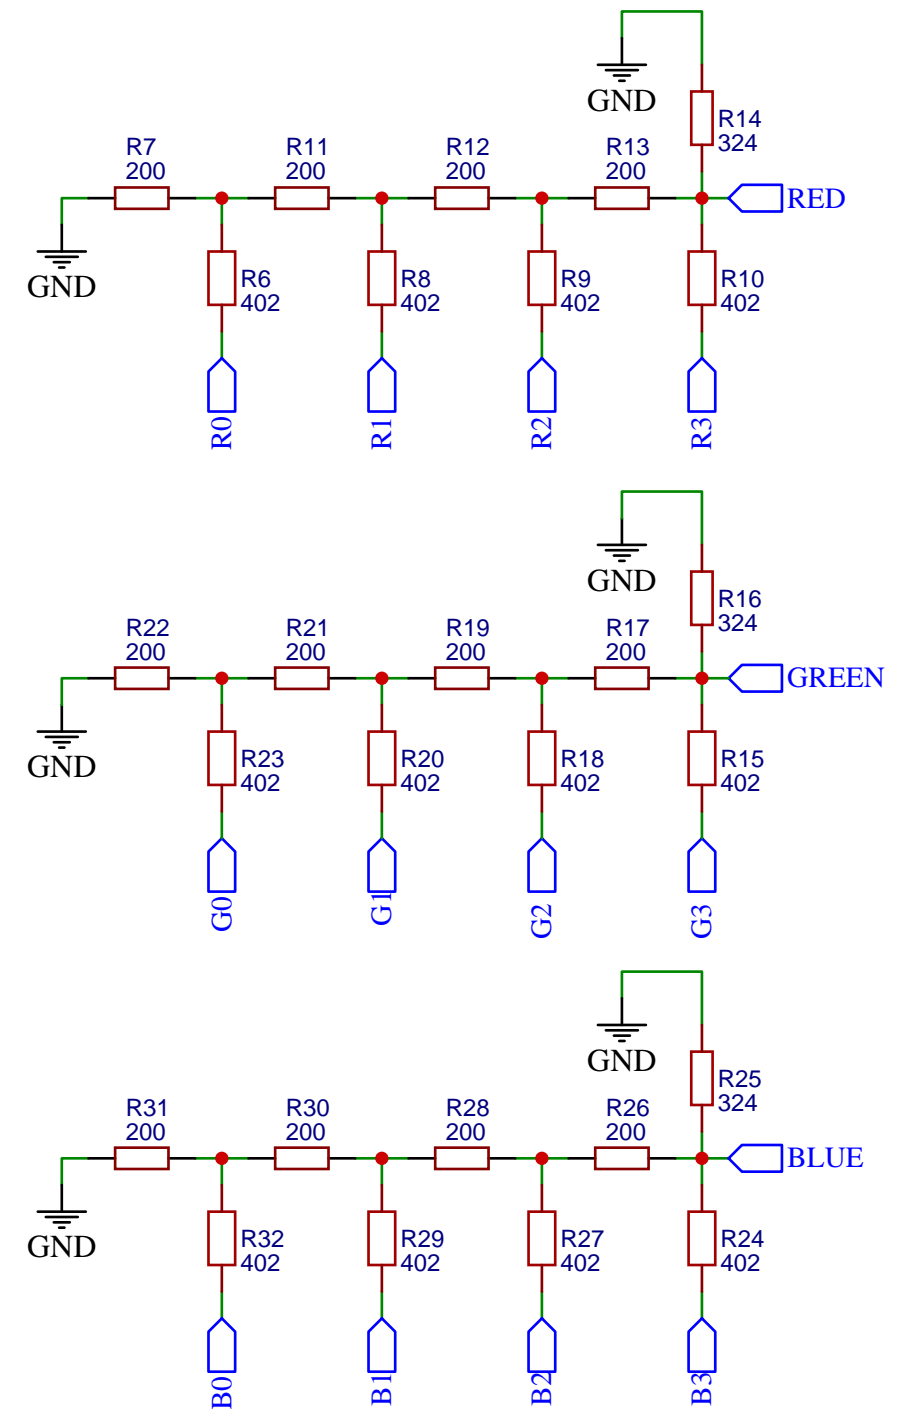 GND
R14
324
R7
200
R11
200
R12
200
R13
200
RED
GND
R6
402
R8
402
R9
402
R10
402
R0
R1
R2
R3
GND
R16
324
R22
200
R21
200
R19
200
R17
200
GREEN
GND
R23
402
R20
402
R18
402
R15
402
G0
G1
G2
G3
GND
R25
324
R31
200
R30
200
R28
200
R26
200
BLUE
GND
R32
402
R29
402
R27
402
R24
402
B0
B1
B2
B3